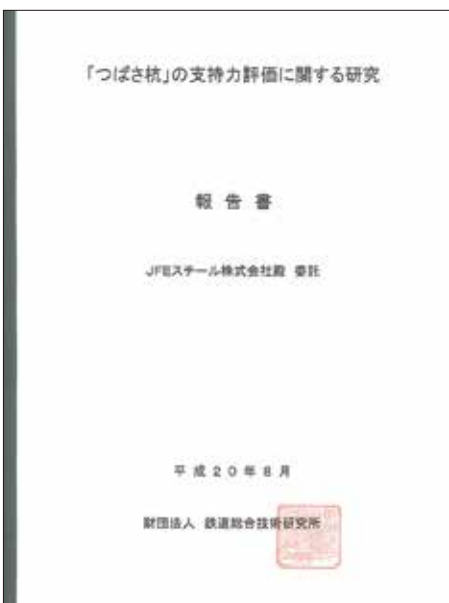 「つばさ杭」の支持力評価に関する研究
報 告 書
JFEスチール株式会社殿 委託
平 成 2 0 年 8 月
財団法人 鉄道総合技術研究所